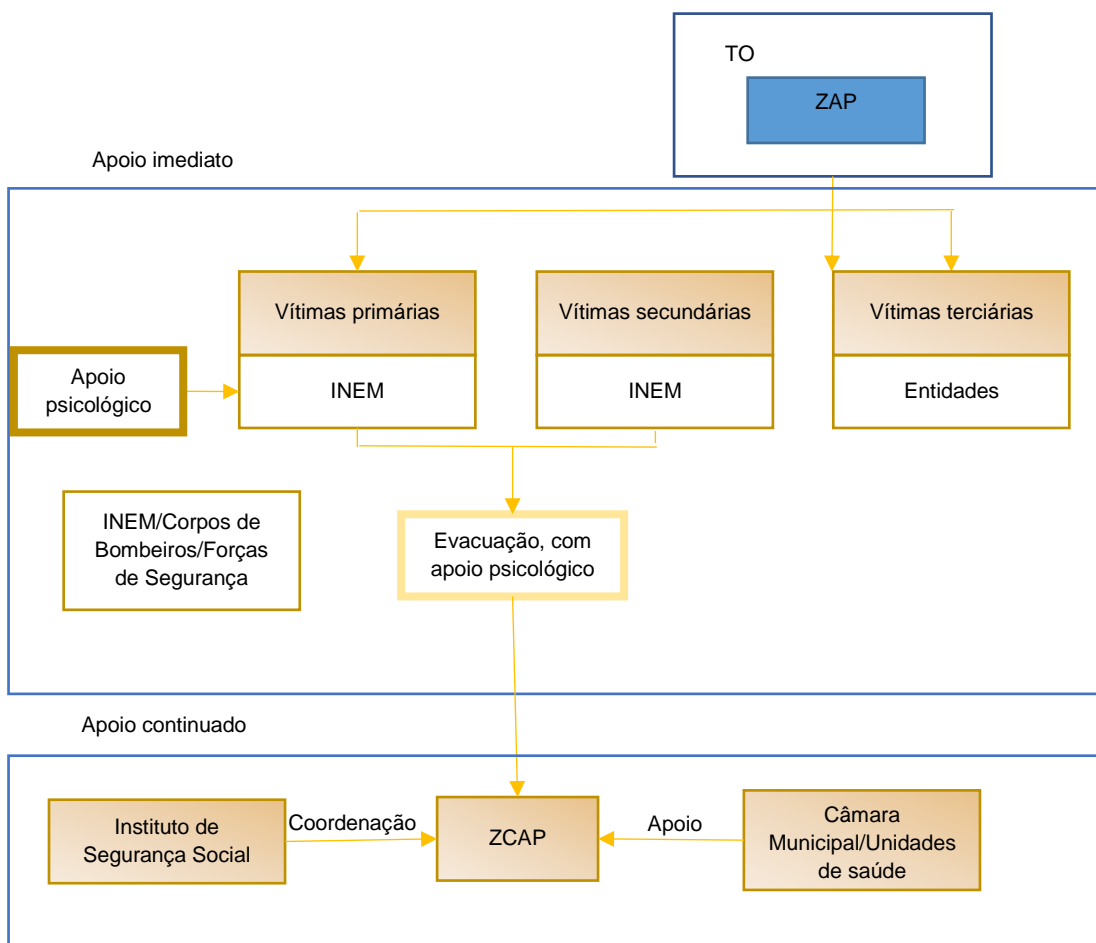 TO
ZAP
Apoio imediato
Vítimas primárias
Vítimas secundárias
Vítimas terciárias
Apoio
psicológico
INEM
INEM
Entidades
INEM/Corpos de
Bombeiros/Forças
de Segurança
Evacuação, com
apoio psicológico
Apoio continuado
Instituto de
Segurança Social
Coordenação
ZCAP
Apoio
Câmara
Municipal/Unidades
de saúde